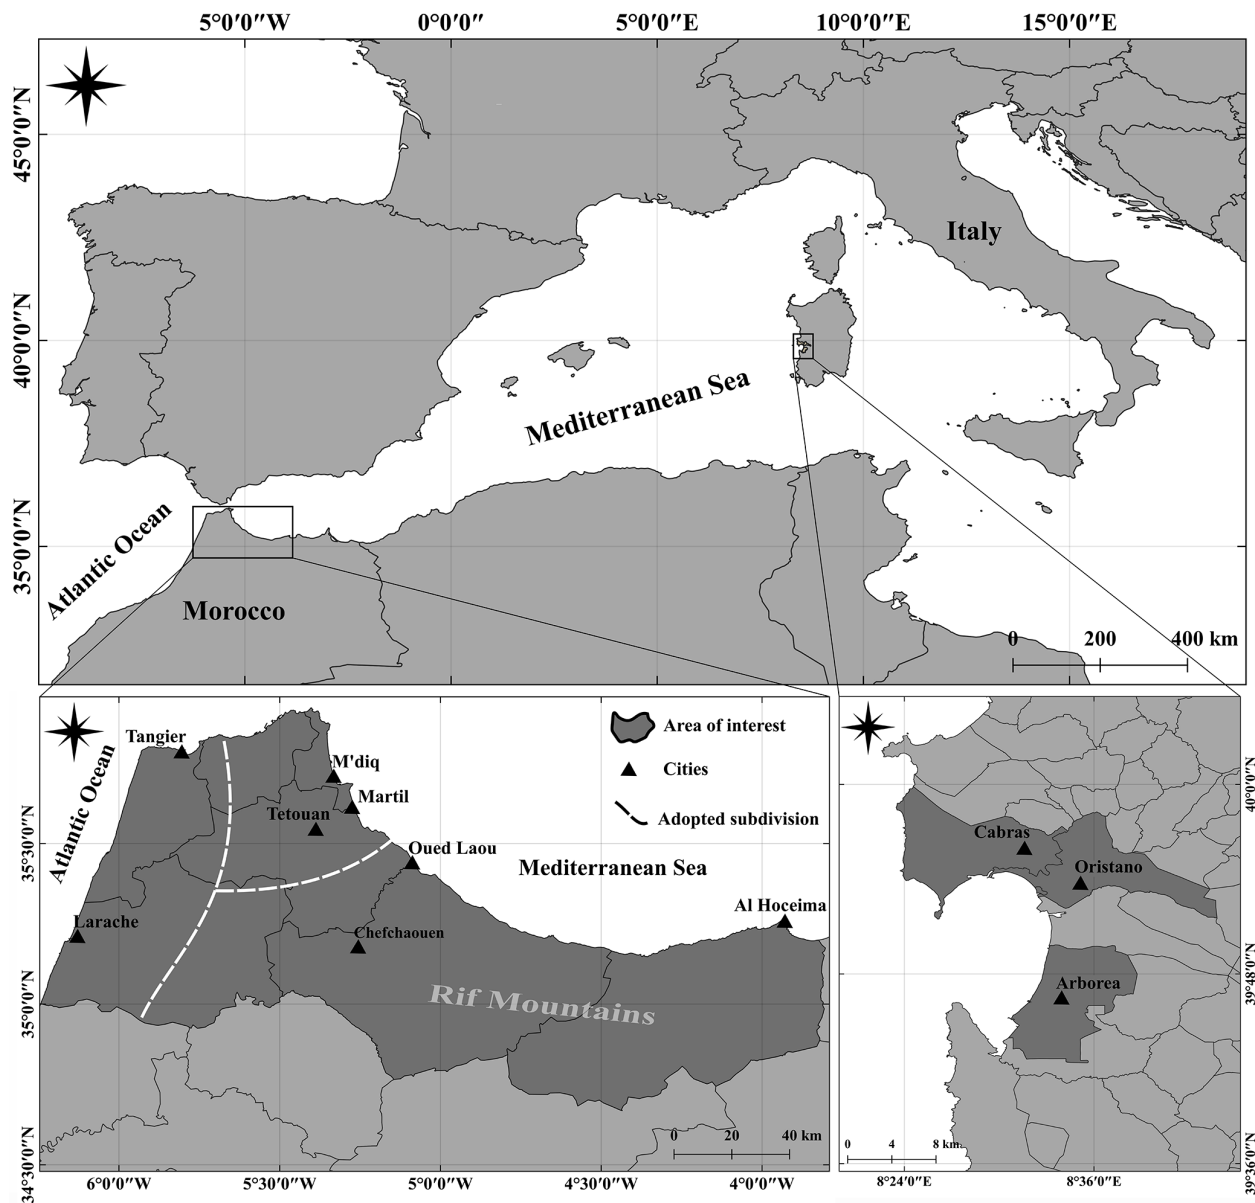 5°0′0″W 0°0′0″ 5°0′0″E 10°0′0″E 15°0′0″E
45°0′0″N
Italy
40°0′0″N
Mediterranean Sea
Atlantic Ocean
35°0′0″N
Morocco
0 200 400 km
Area of interest
Cities
Adopted subdivision
Tangier
Atlantic Ocean
M'diq
Martil
Tetouan
Oued Laou
Mediterranean Sea
Al Hoceima
Larache
Chefchaouen
Rif Mountains
35°30′0″N
35°0′0″N
34°30′0″N
0 20 40 km
6°0′0″W 5°30′0″W 5°0′0″W 4°30′0″W 4°0′0″W
Cabras
Oristano
Arborea
40°0′0″N
39°48′0″N
39°36′0″N
0 4 8 km
8°24′0″E 8°36′0″E